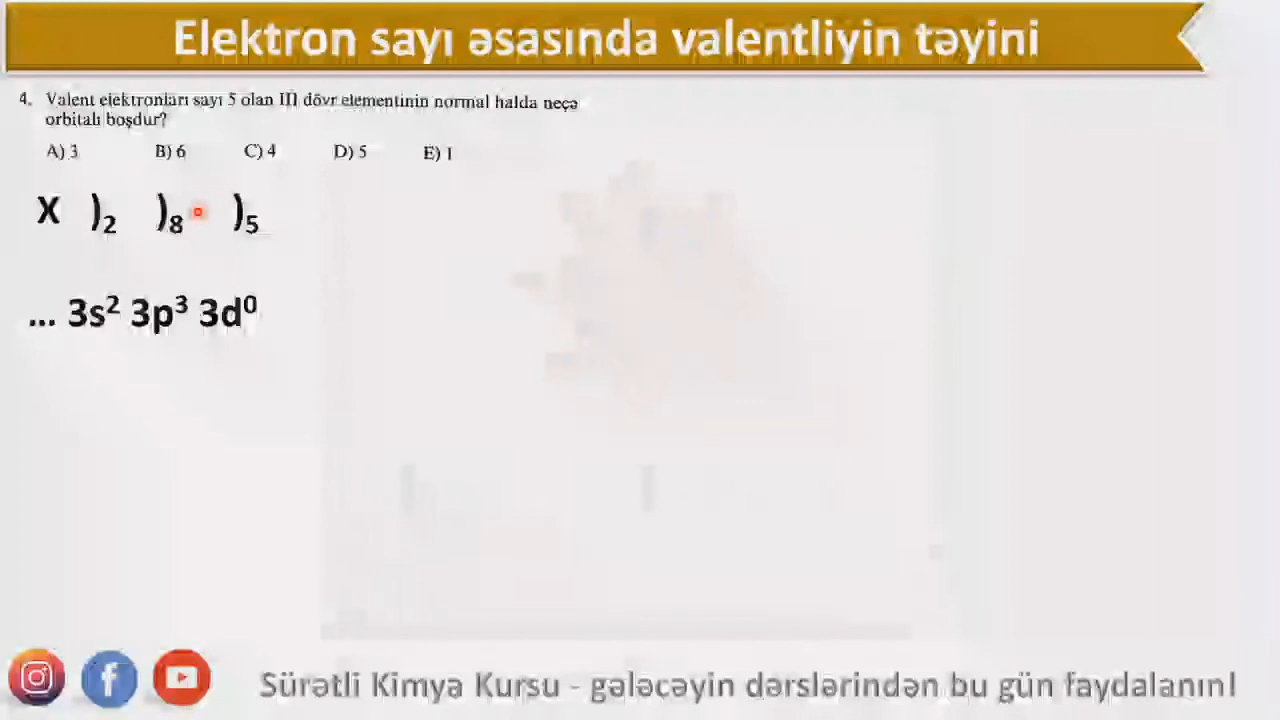 Elektron sayı əsasında valentliyin təyini
4. Valent elektronları sayı 5 olan III dövr elementinin normal halda neçə
orbitalı boşdur?
A) 3 B) 6 C) 4 D) 5 E) 1
X )₂ )₈ )₅
... 3s² 3p³ 3d⁰
Sürətli Kimya Kursu - gələcəyin dərslərindən bu gün faydalanın!